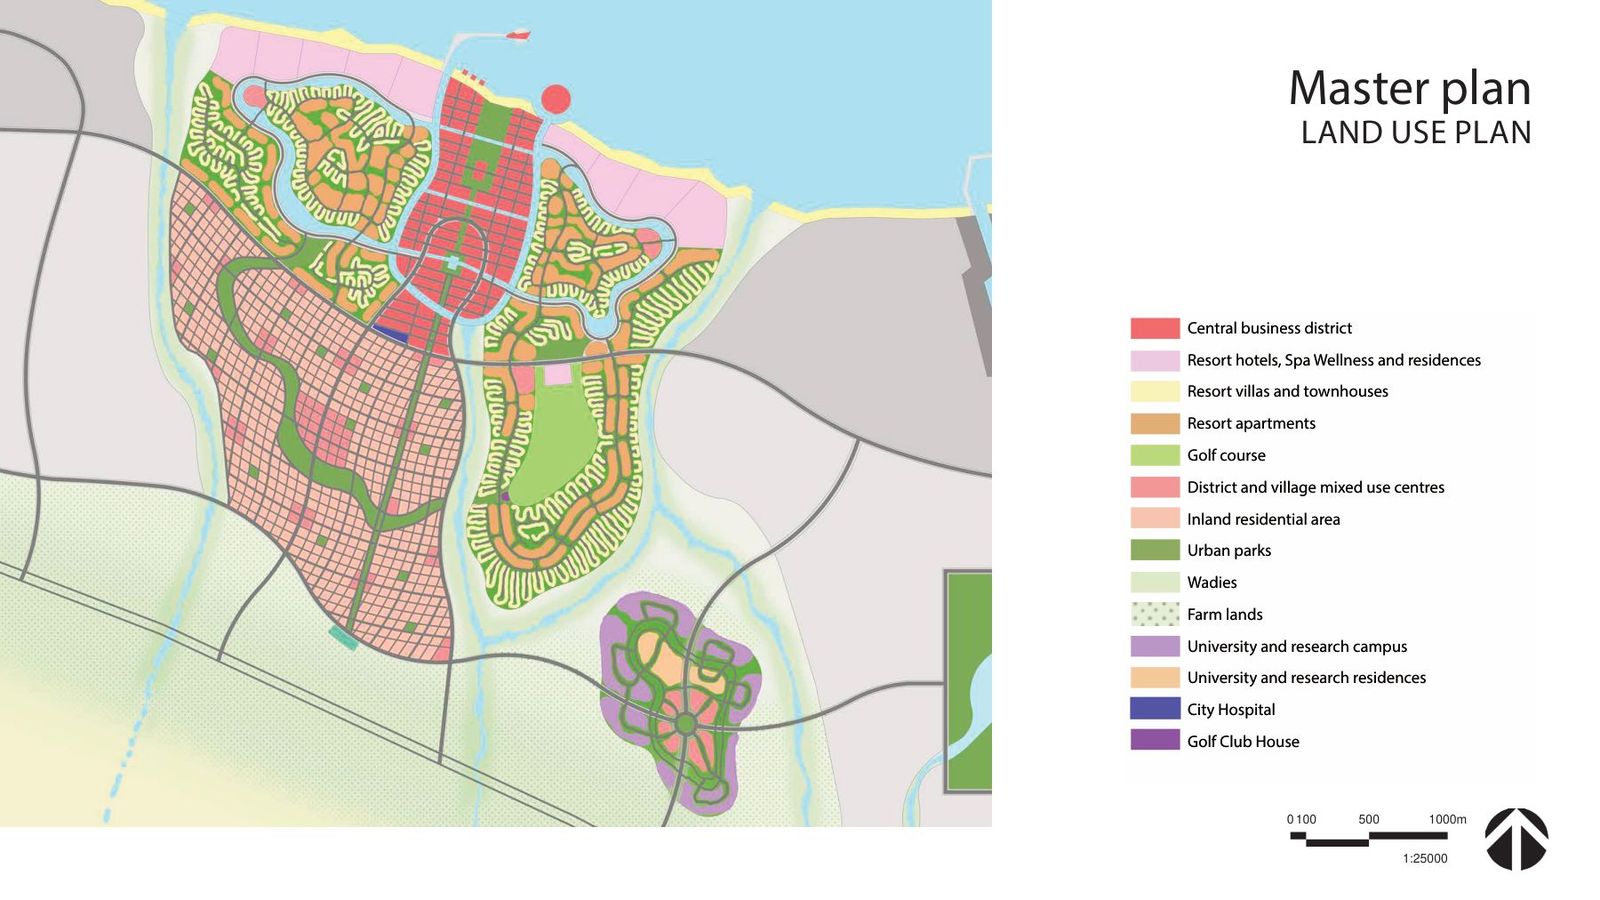 Master plan
LAND USE PLAN
Central business district
Resort hotels, Spa Wellness and residences
Resort villas and townhouses
Resort apartments
Golf course
District and village mixed use centres
Inland residential area
Urban parks
Wadies
Farm lands
University and research campus
University and research residences
City Hospital
Golf Club House
0 100 500 1000m
1:25000